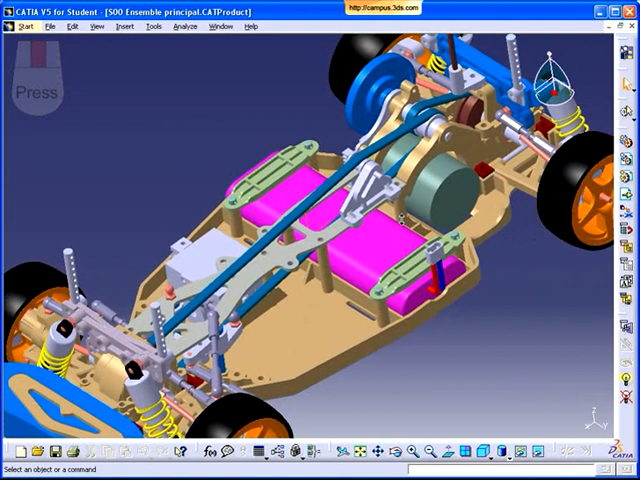 CATIA V5 for Student - [S00 Ensemble principal.CATProduct]
http://campus.3ds.com
Start File Edit View Insert Tools Analyze Window Help
Press
z
x y
f(x)
CATIA
Select an object or a command